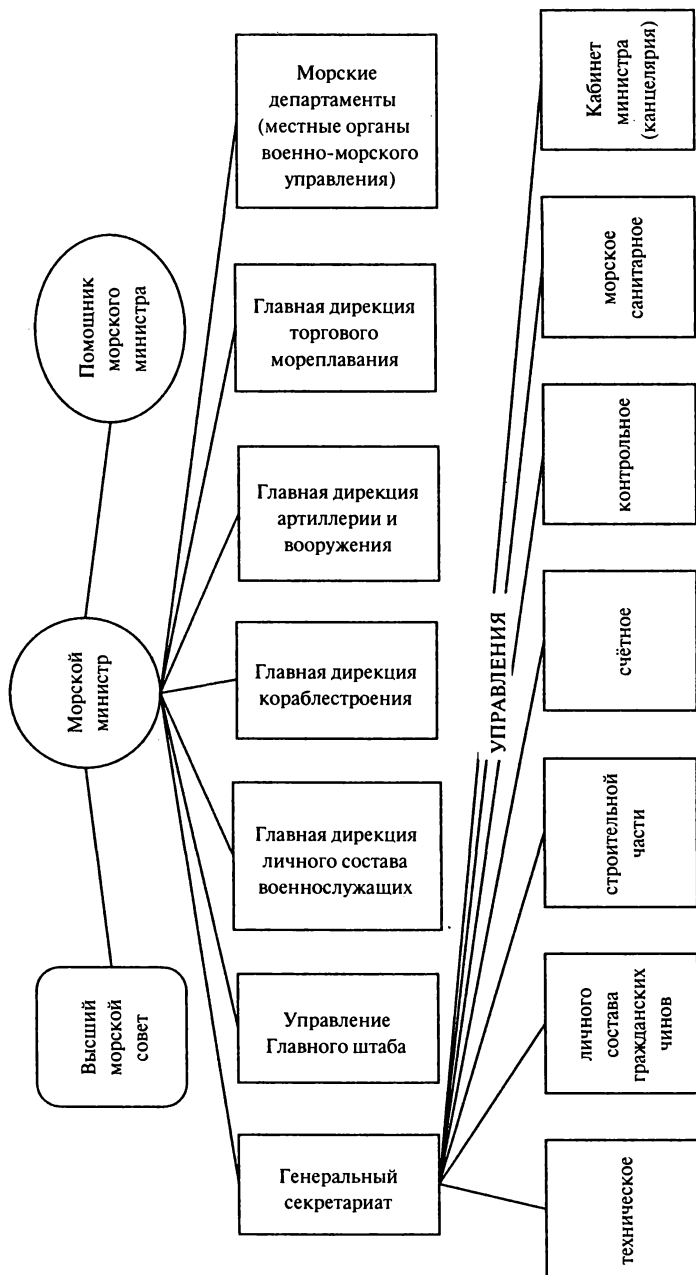 Высший
морской
совет
Морской
министр
Помощник
морского
министра
Генеральный
секретариат
Управление
Главного штаба
Главная дирекция
личного состава
военнослужащих
Главная дирекция
кораблестроения
Главная дирекция
артиллерии и
вооружения
Главная дирекция
торгового
мореплавания
Морские
департаменты
(местные органы
военно-морского
управления)
УПРАВЛЕНИЯ
техническое
личного
состава
гражданских
чинов
строительной
части
счётное
контрольное
морское
санитарное
Кабинет
министра
(канцелярия)